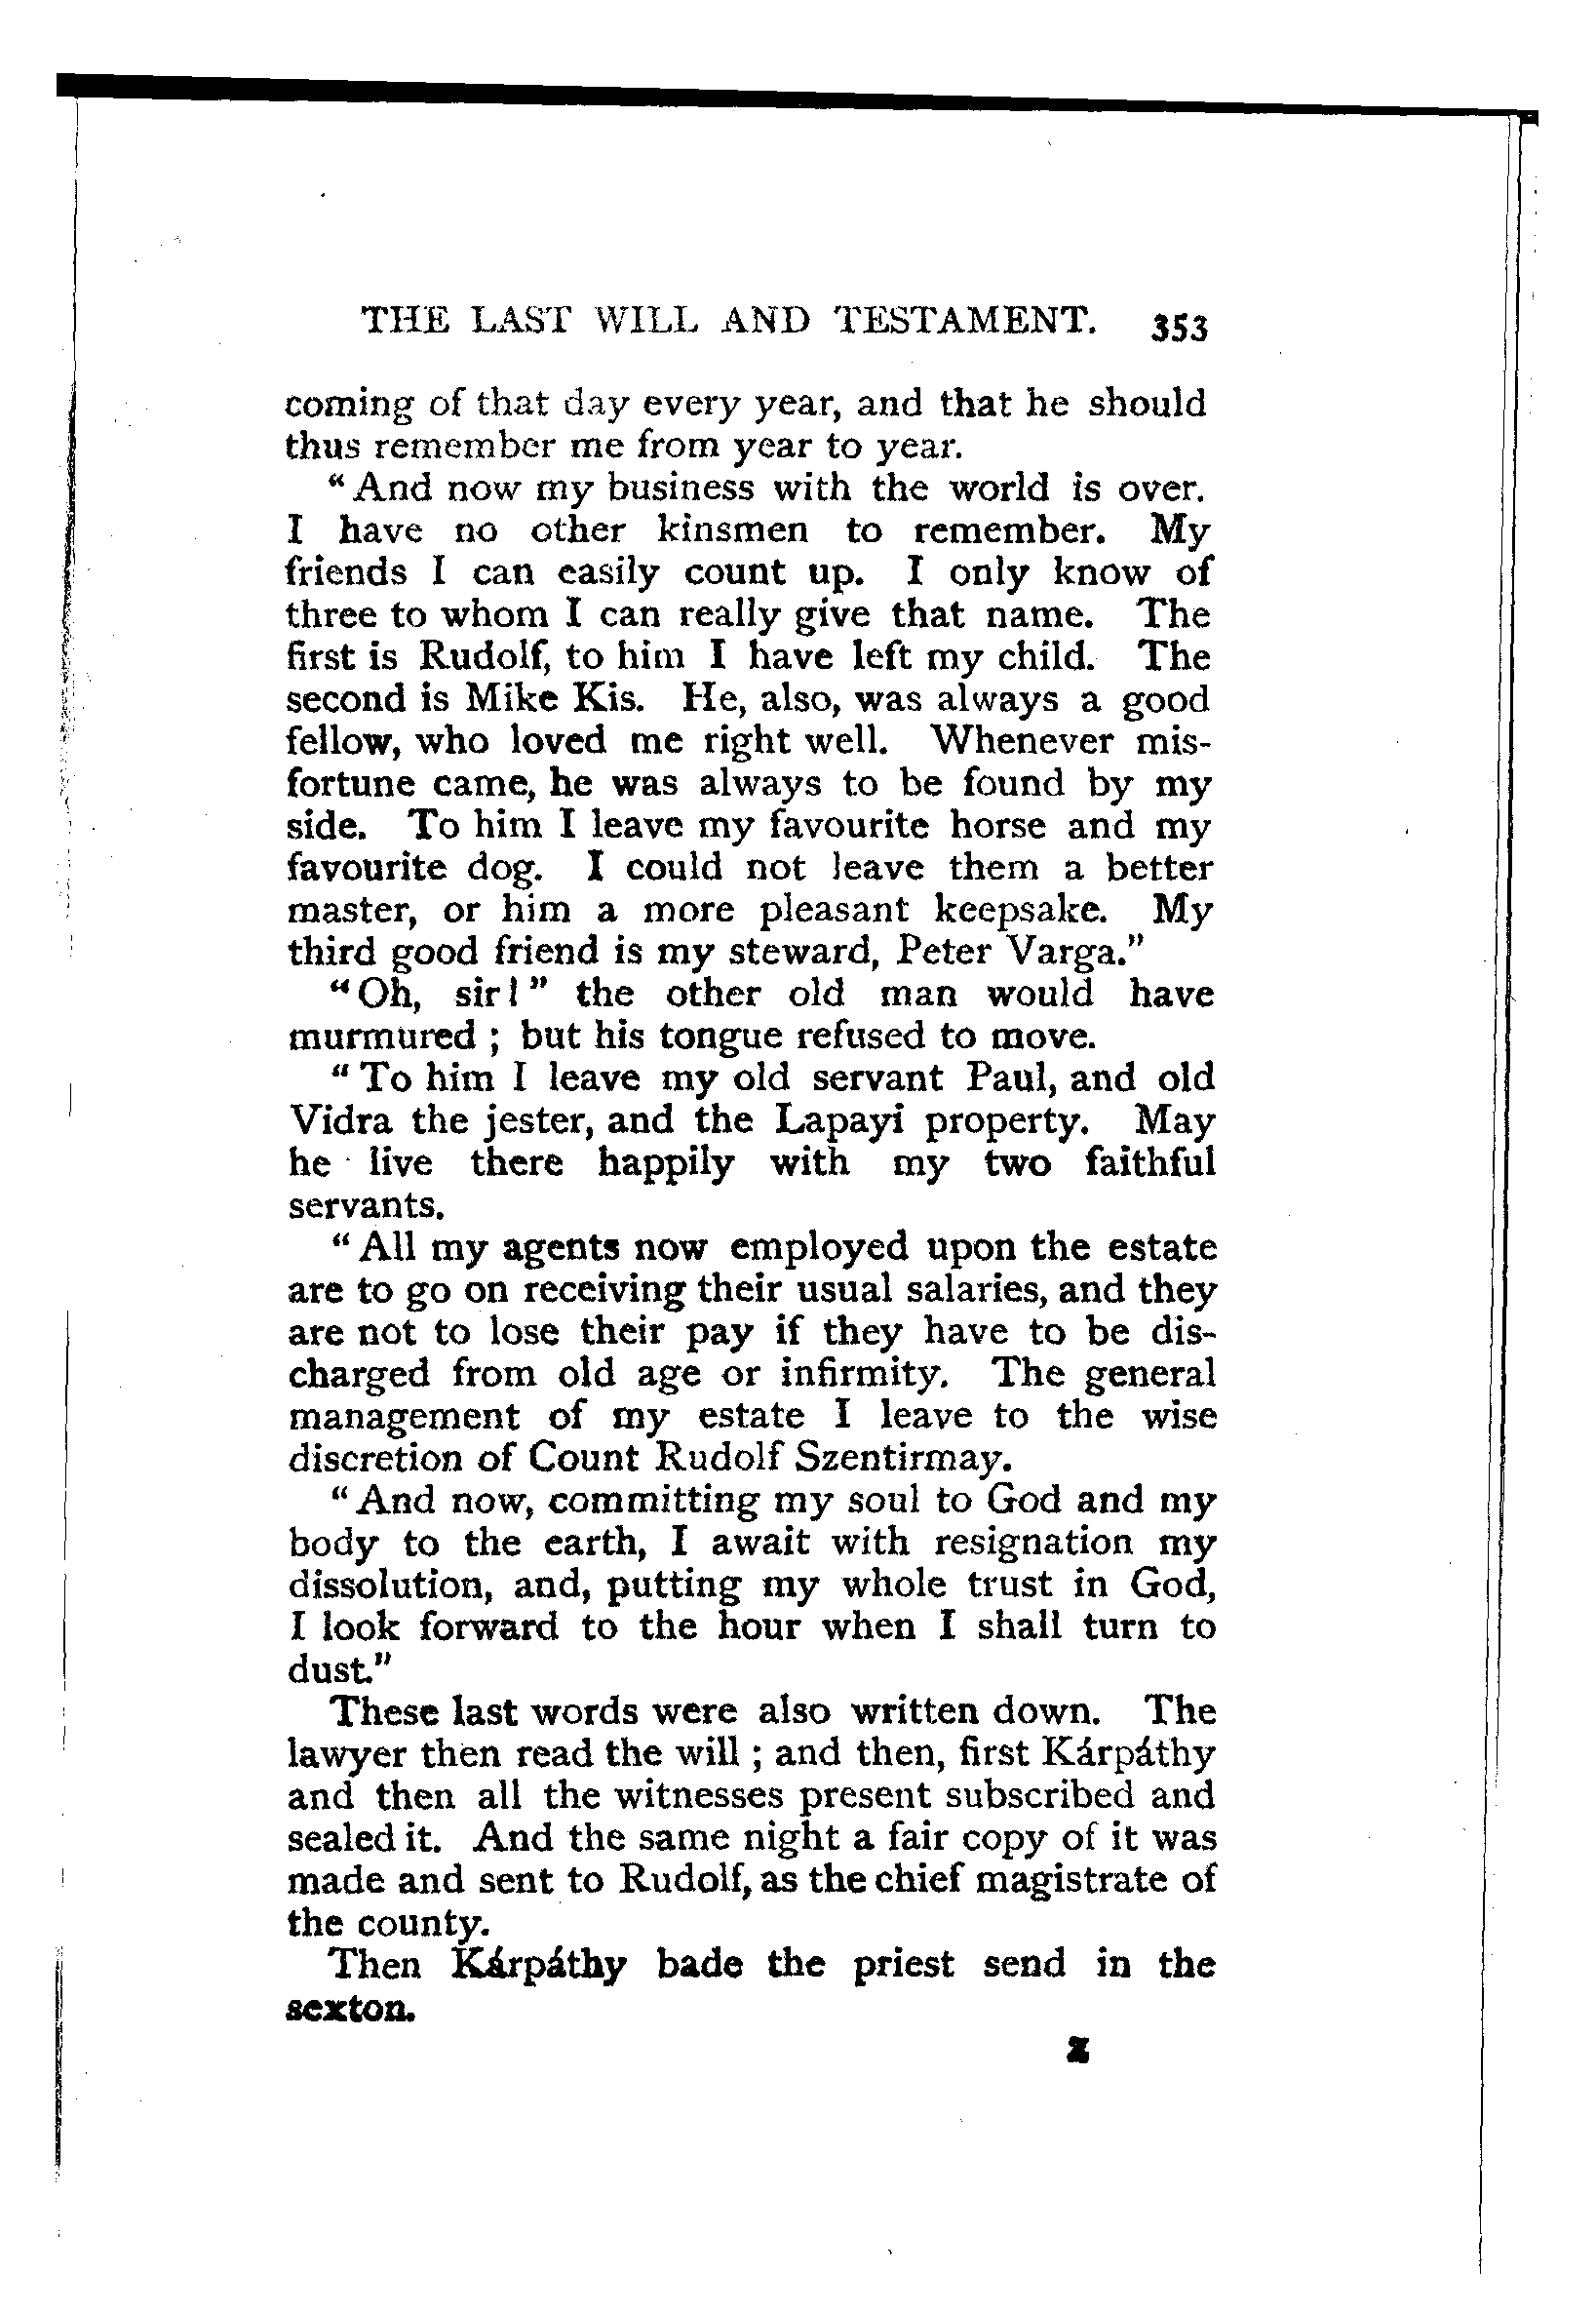 THE LAST WILL AND TESTAMENT. 353
coming of that day every year, and that he should
thus remember me from year to year.
“And now my business with the world is over.
I have no other kinsmen to remember. My
friends I can easily count up. I only know of
three to whom I can really give that name. The
first is Rudolf, to him I have left my child. The
second is Mike Kis. He, also, was always a good
fellow, who loved me right well. Whenever mis-
fortune came, he was always to be found by my
side. To him I leave my favourite horse and my
favourite dog. I could not leave them a better
master, or him a more pleasant keepsake. My
third good friend is my steward, Peter Varga.”
“Oh, sir!” the other old man would have
murmured ; but his tongue refused to move.
“To him I leave my old servant Paul, and old
Vidra the jester, and the Lapayi property. May
he live there happily with my two faithful
servants.
“All my agents now employed upon the estate
are to go on receiving their usual salaries, and they
are not to lose their pay if they have to be dis-
charged from old age or infirmity. The general
management of my estate I leave to the wise
discretion of Count Rudolf Szentirmay.
“And now, committing my soul to God and my
body to the earth, I await with resignation my
dissolution, and, putting my whole trust in God,
I look forward to the hour when I shall turn to
dust.”
These last words were also written down. The
lawyer then read the will ; and then, first Kárpáthy
and then all the witnesses present subscribed and
sealed it. And the same night a fair copy of it was
made and sent to Rudolf, as the chief magistrate of
the county.
Then Kárpáthy bade the priest send in the
sexton.
Z